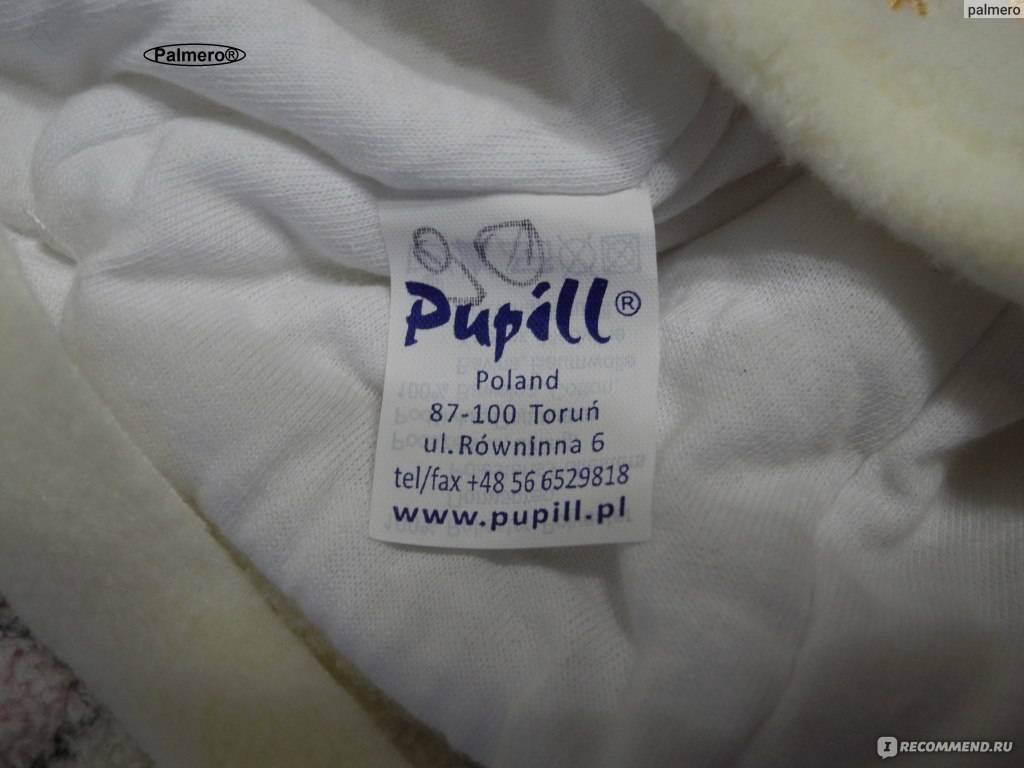 palmero
Palmero®
Pupill®
Poland
87-100 Toruń
ul. Równinna 6
tel/fax +48 56 6529818
www.pupill.pl
IRECOMMEND.RU